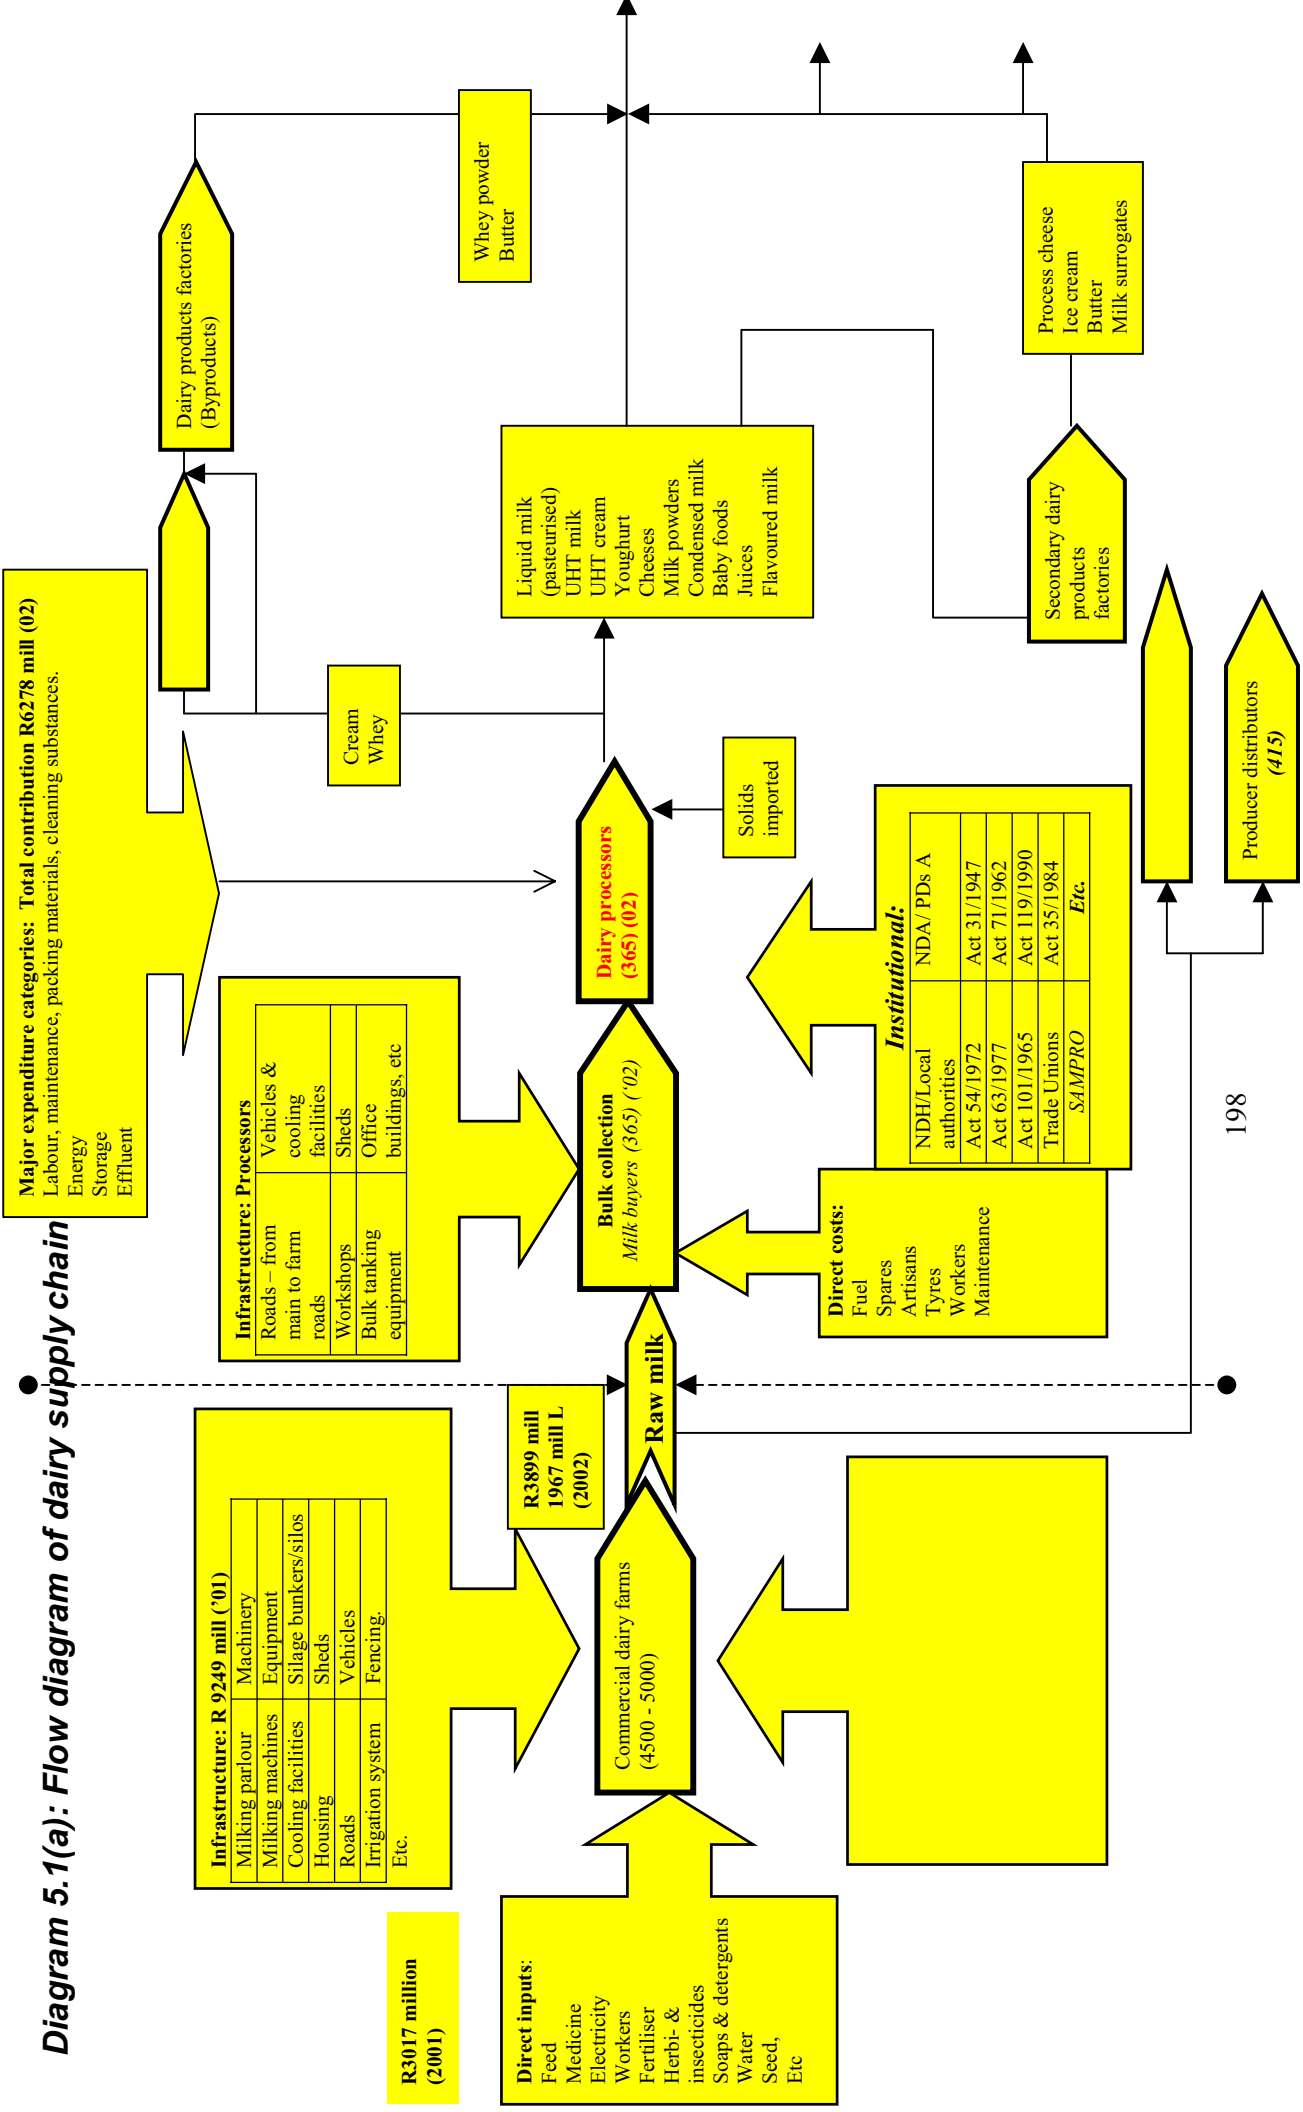 Diagram 5.1(a): Flow diagram of dairy supply chain
Major expenditure categories:  Total contribution R6278 mill (02)
Labour, maintenance, packing materials, cleaning substances.
Energy
Storage
Effluent
Dairy products factories
(Byproducts)
Infrastructure: R 9249 mill ('01)
Milking parlour Machinery
Milking machines Equipment
Cooling facilities Silage bunkers/silos
Housing Sheds
Roads Vehicles
Irrigation system Fencing.
Etc.
Infrastructure: Processors
Roads – from
main to farm
roads
Vehicles &
cooling
facilities
Workshops Sheds
Bulk tanking
equipment
Office
buildings, etc
Cream
Whey
Whey powder
Butter
R3017 million
(2001)
Direct inputs:
Feed
Medicine
Electricity
Workers
Fertiliser
Herbi- &
insecticides
Soaps & detergents
Water
Seed,
Etc
Commercial dairy farms
(4500 - 5000)
R3899 mill
1967 mill L
(2002)
Raw milk
Bulk collection
Milk buyers (365) ('02)
Dairy processors
(365) (02)
Solids
imported
Liquid milk
(pasteurised)
UHT milk
UHT cream
Youghurt
Cheeses
Milk powders
Condensed milk
Baby foods
Juices
Flavoured milk
Direct costs:
Fuel
Spares
Artisans
Tyres
Workers
Maintenance
Institutional:
NDH/Local
authorities
NDA/ PDs A
Act 54/1972 Act 31/1947
Act 63/1977 Act 71/1962
Act 101/1965 Act 119/1990
Trade Unions Act 35/1984
SAMPRO Etc.
Secondary dairy
products
factories
Process cheese
Ice cream
Butter
Milk surrogates
Producer distributors
(415)
198